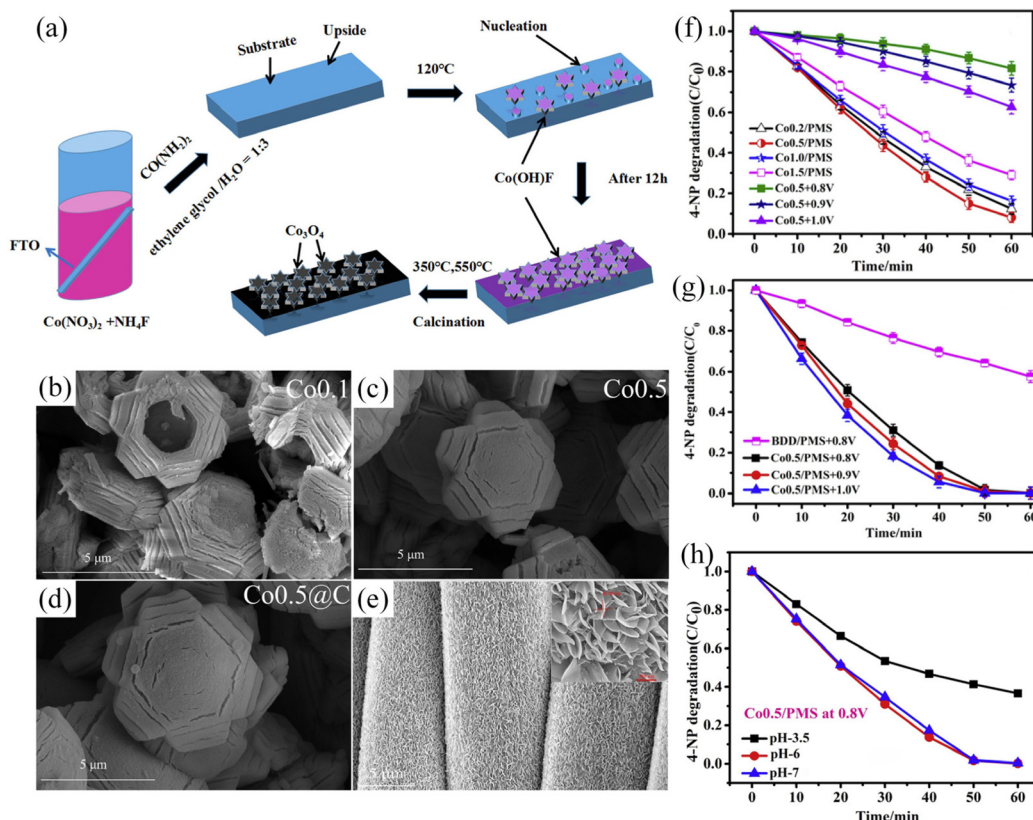 (a)
Substrate
Upside
120℃
Nucleation
CO(NH₂)₂
ethylene glycol /H₂O = 1:3
Co(OH)F
After 12h
FTO
Co₃O₄
350℃,550℃
Calcination
Co(NO₃)₂ +NH₄F
(b)
Co0.1
5 μm
(c)
Co0.5
5 μm
(d)
Co0.5@C
5 μm
(e)
5 μm
(f)
4-NP degradation(C/C₀)
1.0
0.8
0.6
0.4
0.2
0.0
Co0.2/PMS
Co0.5/PMS
Co1.0/PMS
Co1.5/PMS
Co0.5+0.8V
Co0.5+0.9V
Co0.5+1.0V
0 10 20 30 40 50 60
Time/min
(g)
4-NP degradation(C/C₀
1.0
0.8
0.6
0.4
0.2
0.0
BDD/PMS+0.8V
Co0.5/PMS+0.8V
Co0.5/PMS+0.9V
Co0.5/PMS+1.0V
0 10 20 30 40 50 60
Time/min
(h)
4-NP degradation(C/C₀)
1.0
0.8
0.6
0.4
0.2
0.0
Co0.5/PMS at 0.8V
pH-3.5
pH-6
pH-7
0 10 20 30 40 50 60
Time/min